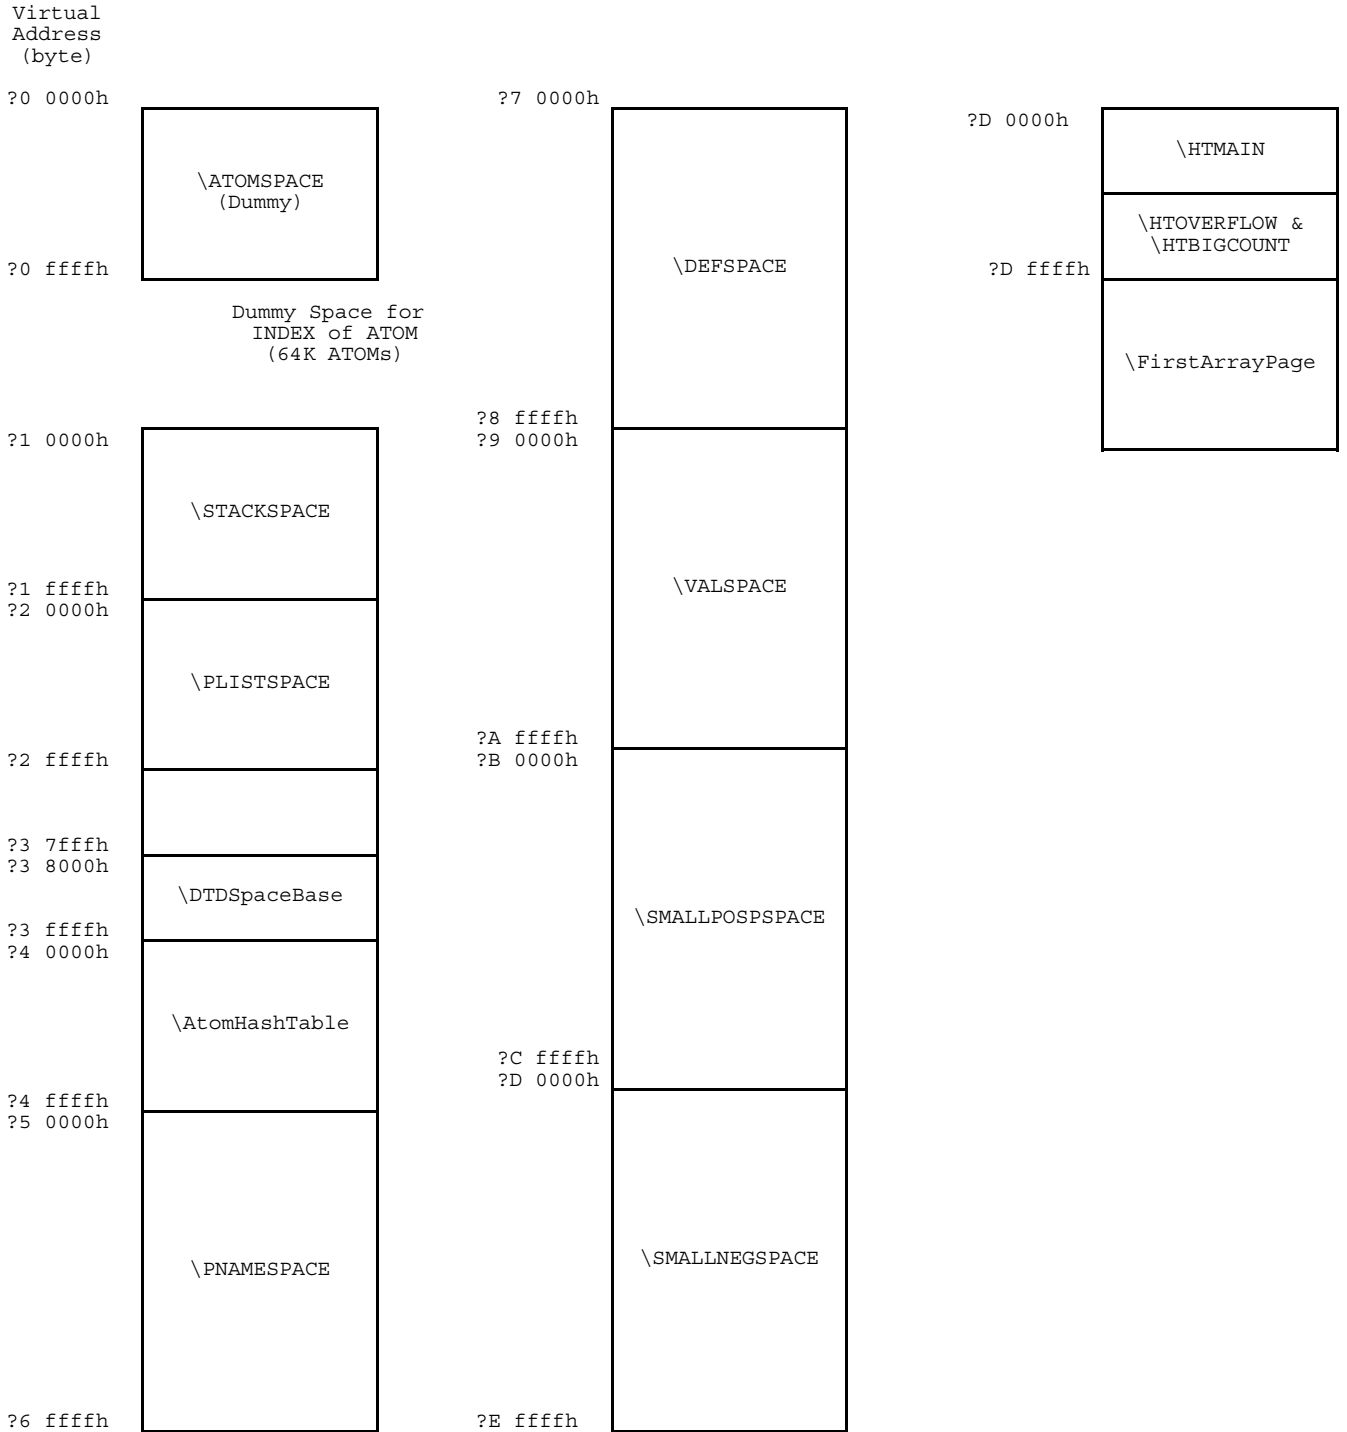 Virtual
Address
(byte)
?0 0000h
\ATOMSPACE
(Dummy)
?0 ffffh
Dummy Space for
INDEX of ATOM
(64K ATOMs)
?1 0000h
\STACKSPACE
?1 ffffh
?2 0000h
\PLISTSPACE
?2 ffffh
?3 7fffh
?3 8000h
\DTDSpaceBase
?3 ffffh
?4 0000h
\AtomHashTable
?4 ffffh
?5 0000h
\PNAMESPACE
?6 ffffh
?7 0000h
\DEFSPACE
?8 ffffh
?9 0000h
\VALSPACE
?A ffffh
?B 0000h
\SMALLPOSPSPACE
?C ffffh
?D 0000h
\SMALLNEGSPACE
?E ffffh
?D 0000h
\HTMAIN
\HTOVERFLOW &
\HTBIGCOUNT
?D ffffh
\FirstArrayPage